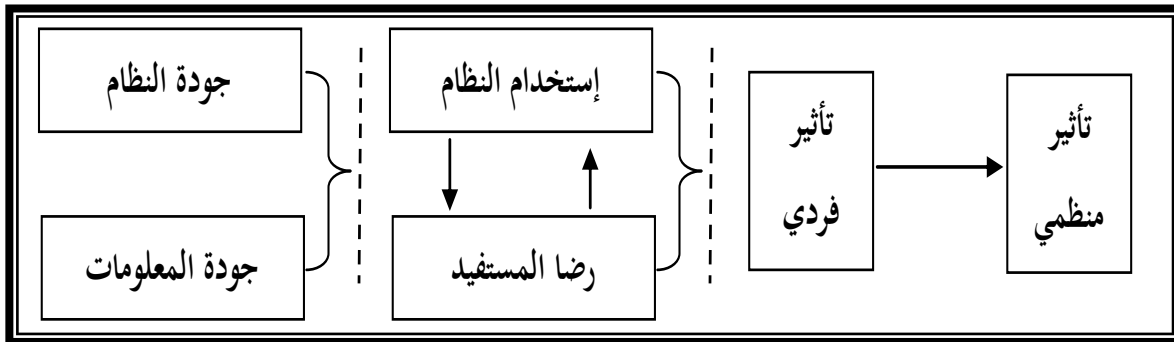 جودة النظام
جودة المعلومات
إستخدام النظام
رضا المستفيد
تأثير
فردي
تأثير
منظمي